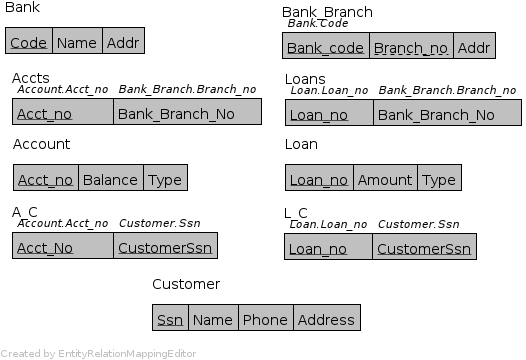 Bank
Code Name Addr
Bank_Branch
Bank.Code
Bank_code Branch_no Addr
Accts
Account.Acct_no Bank_Branch.Branch_no
Acct_no Bank_Branch_No
Loans
Loan.Loan_no Bank_Branch.Branch_no
Loan_no Bank_Branch_No
Account
Acct_no Balance Type
Loan
Loan_no Amount Type
A_C
Account.Acct_no Customer.Ssn
Acct_No CustomerSsn
L_C
Loan.Loan_no Customer.Ssn
Loan_no CustomerSsn
Customer
Ssn Name Phone Address
Created by EntityRelationMappingEditor